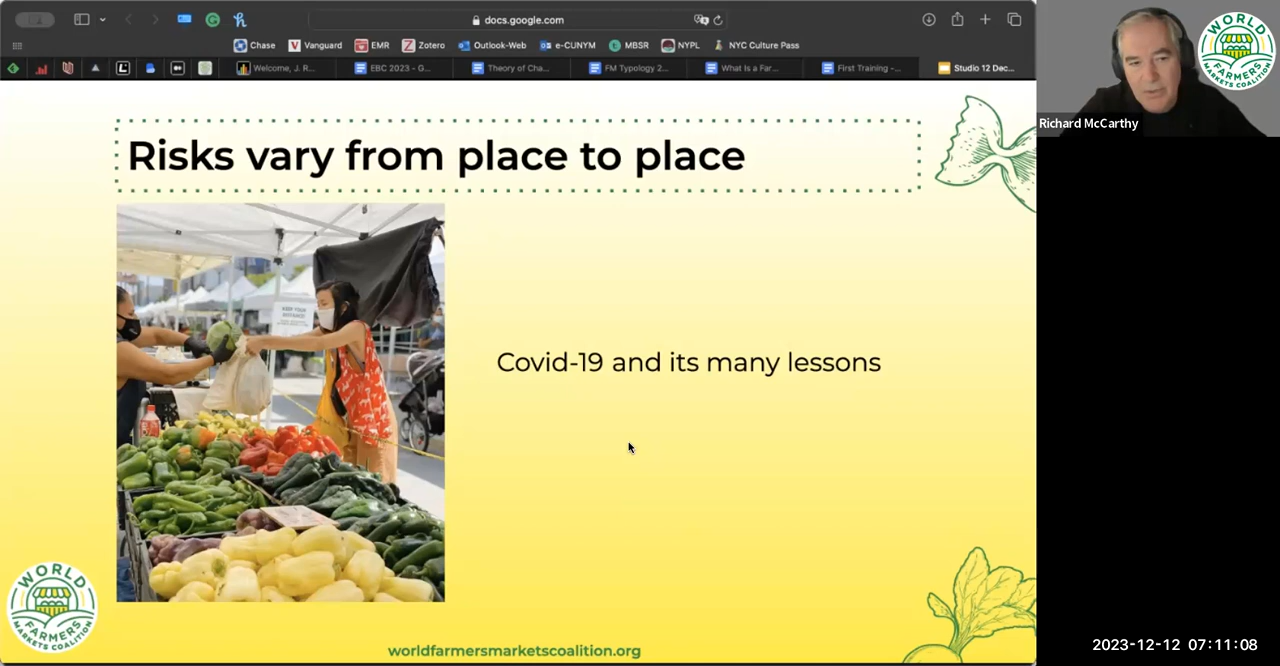 docs.google.com
Chase
Vanguard
EMR
Zotero
Outlook-Web
e-CUNYM
MBSR
NYPL
NYC Culture Pass
Welcome, J. R...
EBC 2023 - G...
Theory of Cha...
FM Typology 2...
What Is a Far...
First Training -...
Studio 12 Dec...
WORLD
FARMERS
MARKETS COALITION
Richard McCarthy
Risks vary from place to place
KEEP YOUR
DISTANCE!
Covid-19 and its many lessons
WORLD
FARMERS
MARKETS COALITION
worldfarmersmarketscoalition.org
2023-12-12 07:11:08